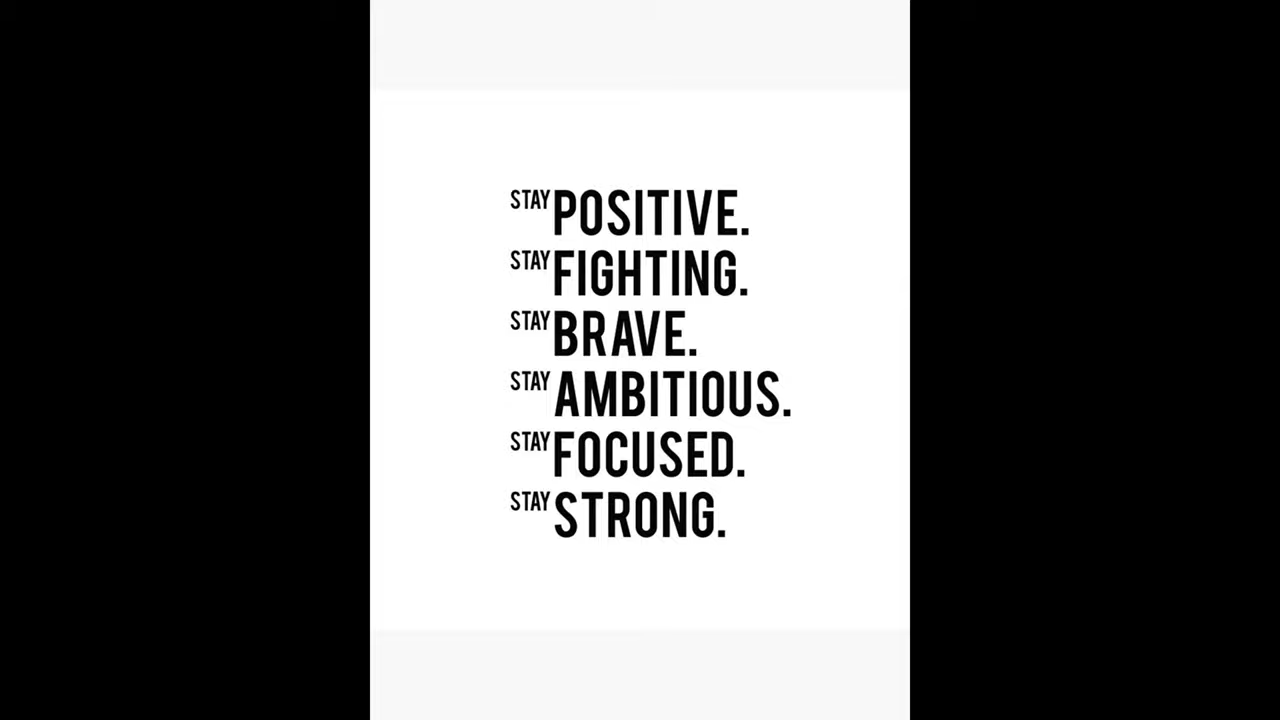 STAY POSITIVE.
STAY FIGHTING.
STAY BRAVE.
STAY AMBITIOUS.
STAY FOCUSED.
STAY STRONG.